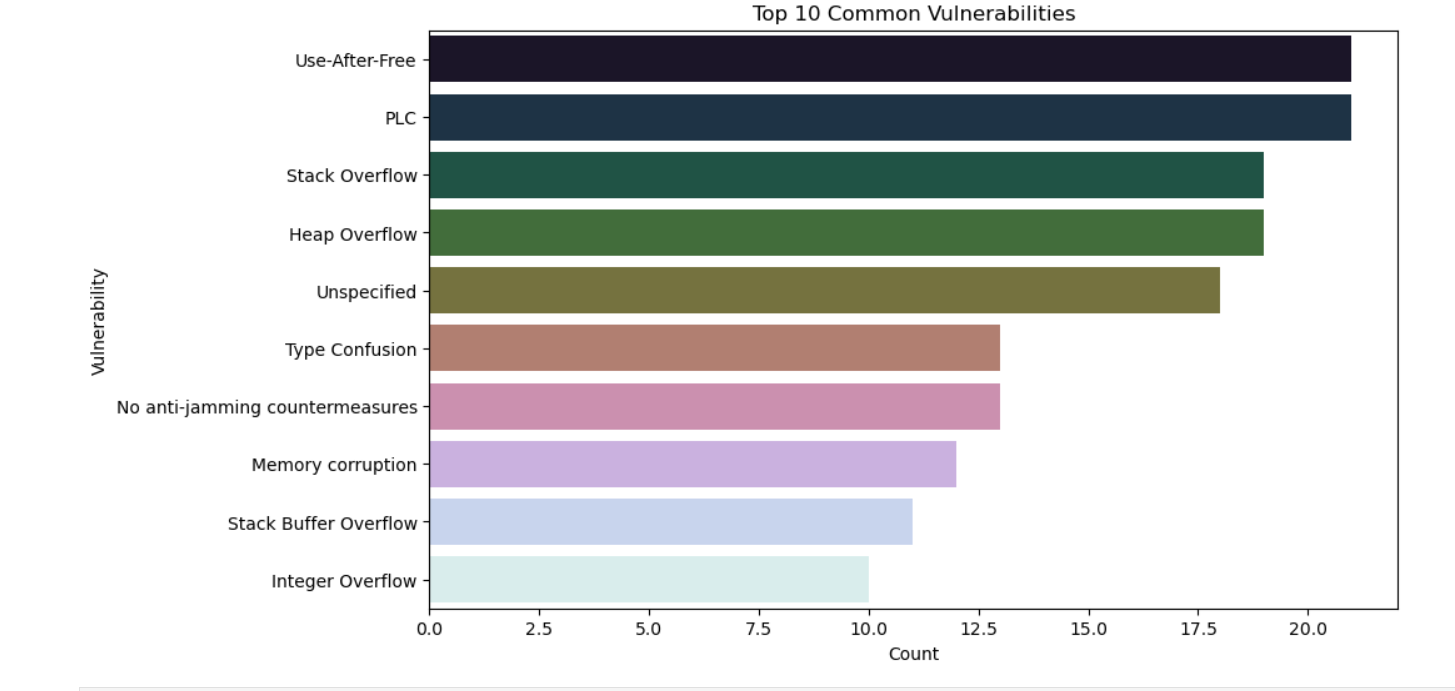 Top 10 Common Vulnerabilities
Use-After-Free
PLC
Stack Overflow
Heap Overflow
Unspecified
Type Confusion
No anti-jamming countermeasures
Memory corruption
Stack Buffer Overflow
Integer Overflow
Vulnerability
0.0 2.5 5.0 7.5 10.0 12.5 15.0 17.5 20.0
Count